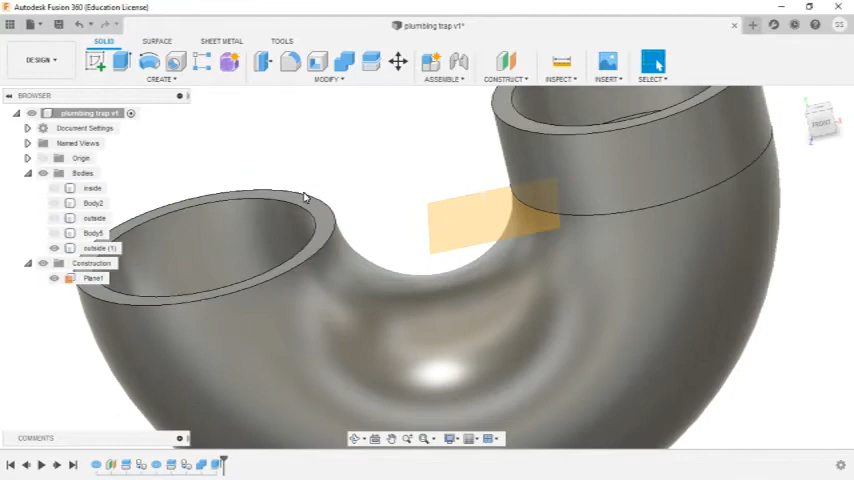 Autodesk Fusion 360 (Education License)
plumbing trap v1*
SS
SOLID SURFACE SHEET METAL TOOLS
DESIGN
CREATE MODIFY ASSEMBLE CONSTRUCT INSPECT INSERT SELECT
BROWSER
plumbing trap v1
Document Settings
Named Views
Origin
Bodies
inside
Body2
outside
Body5
outside (1)
Construction
Plane1
FRONT
X
Z
COMMENTS